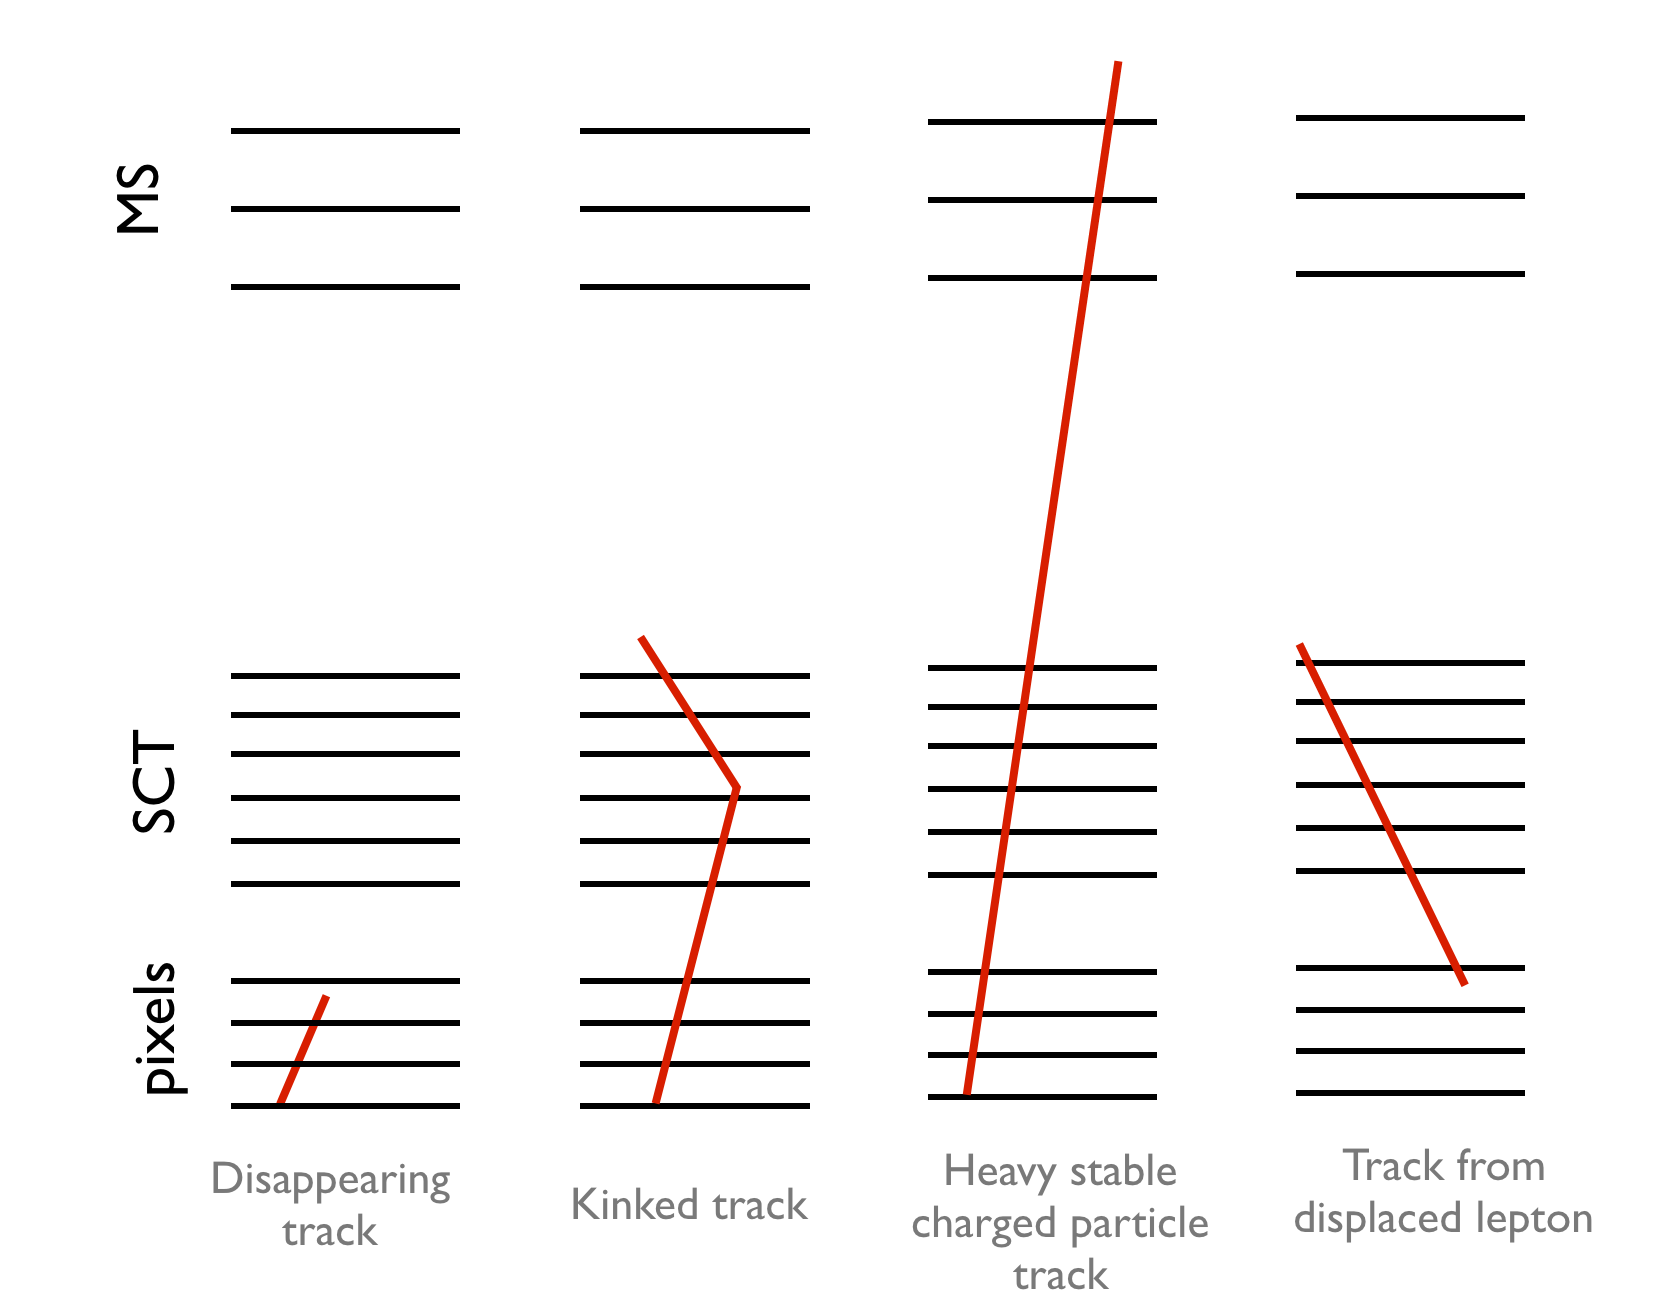 MS
SCT
pixels
Disappearing
track
Kinked track
Heavy stable
charged particle
track
Track from
displaced lepton